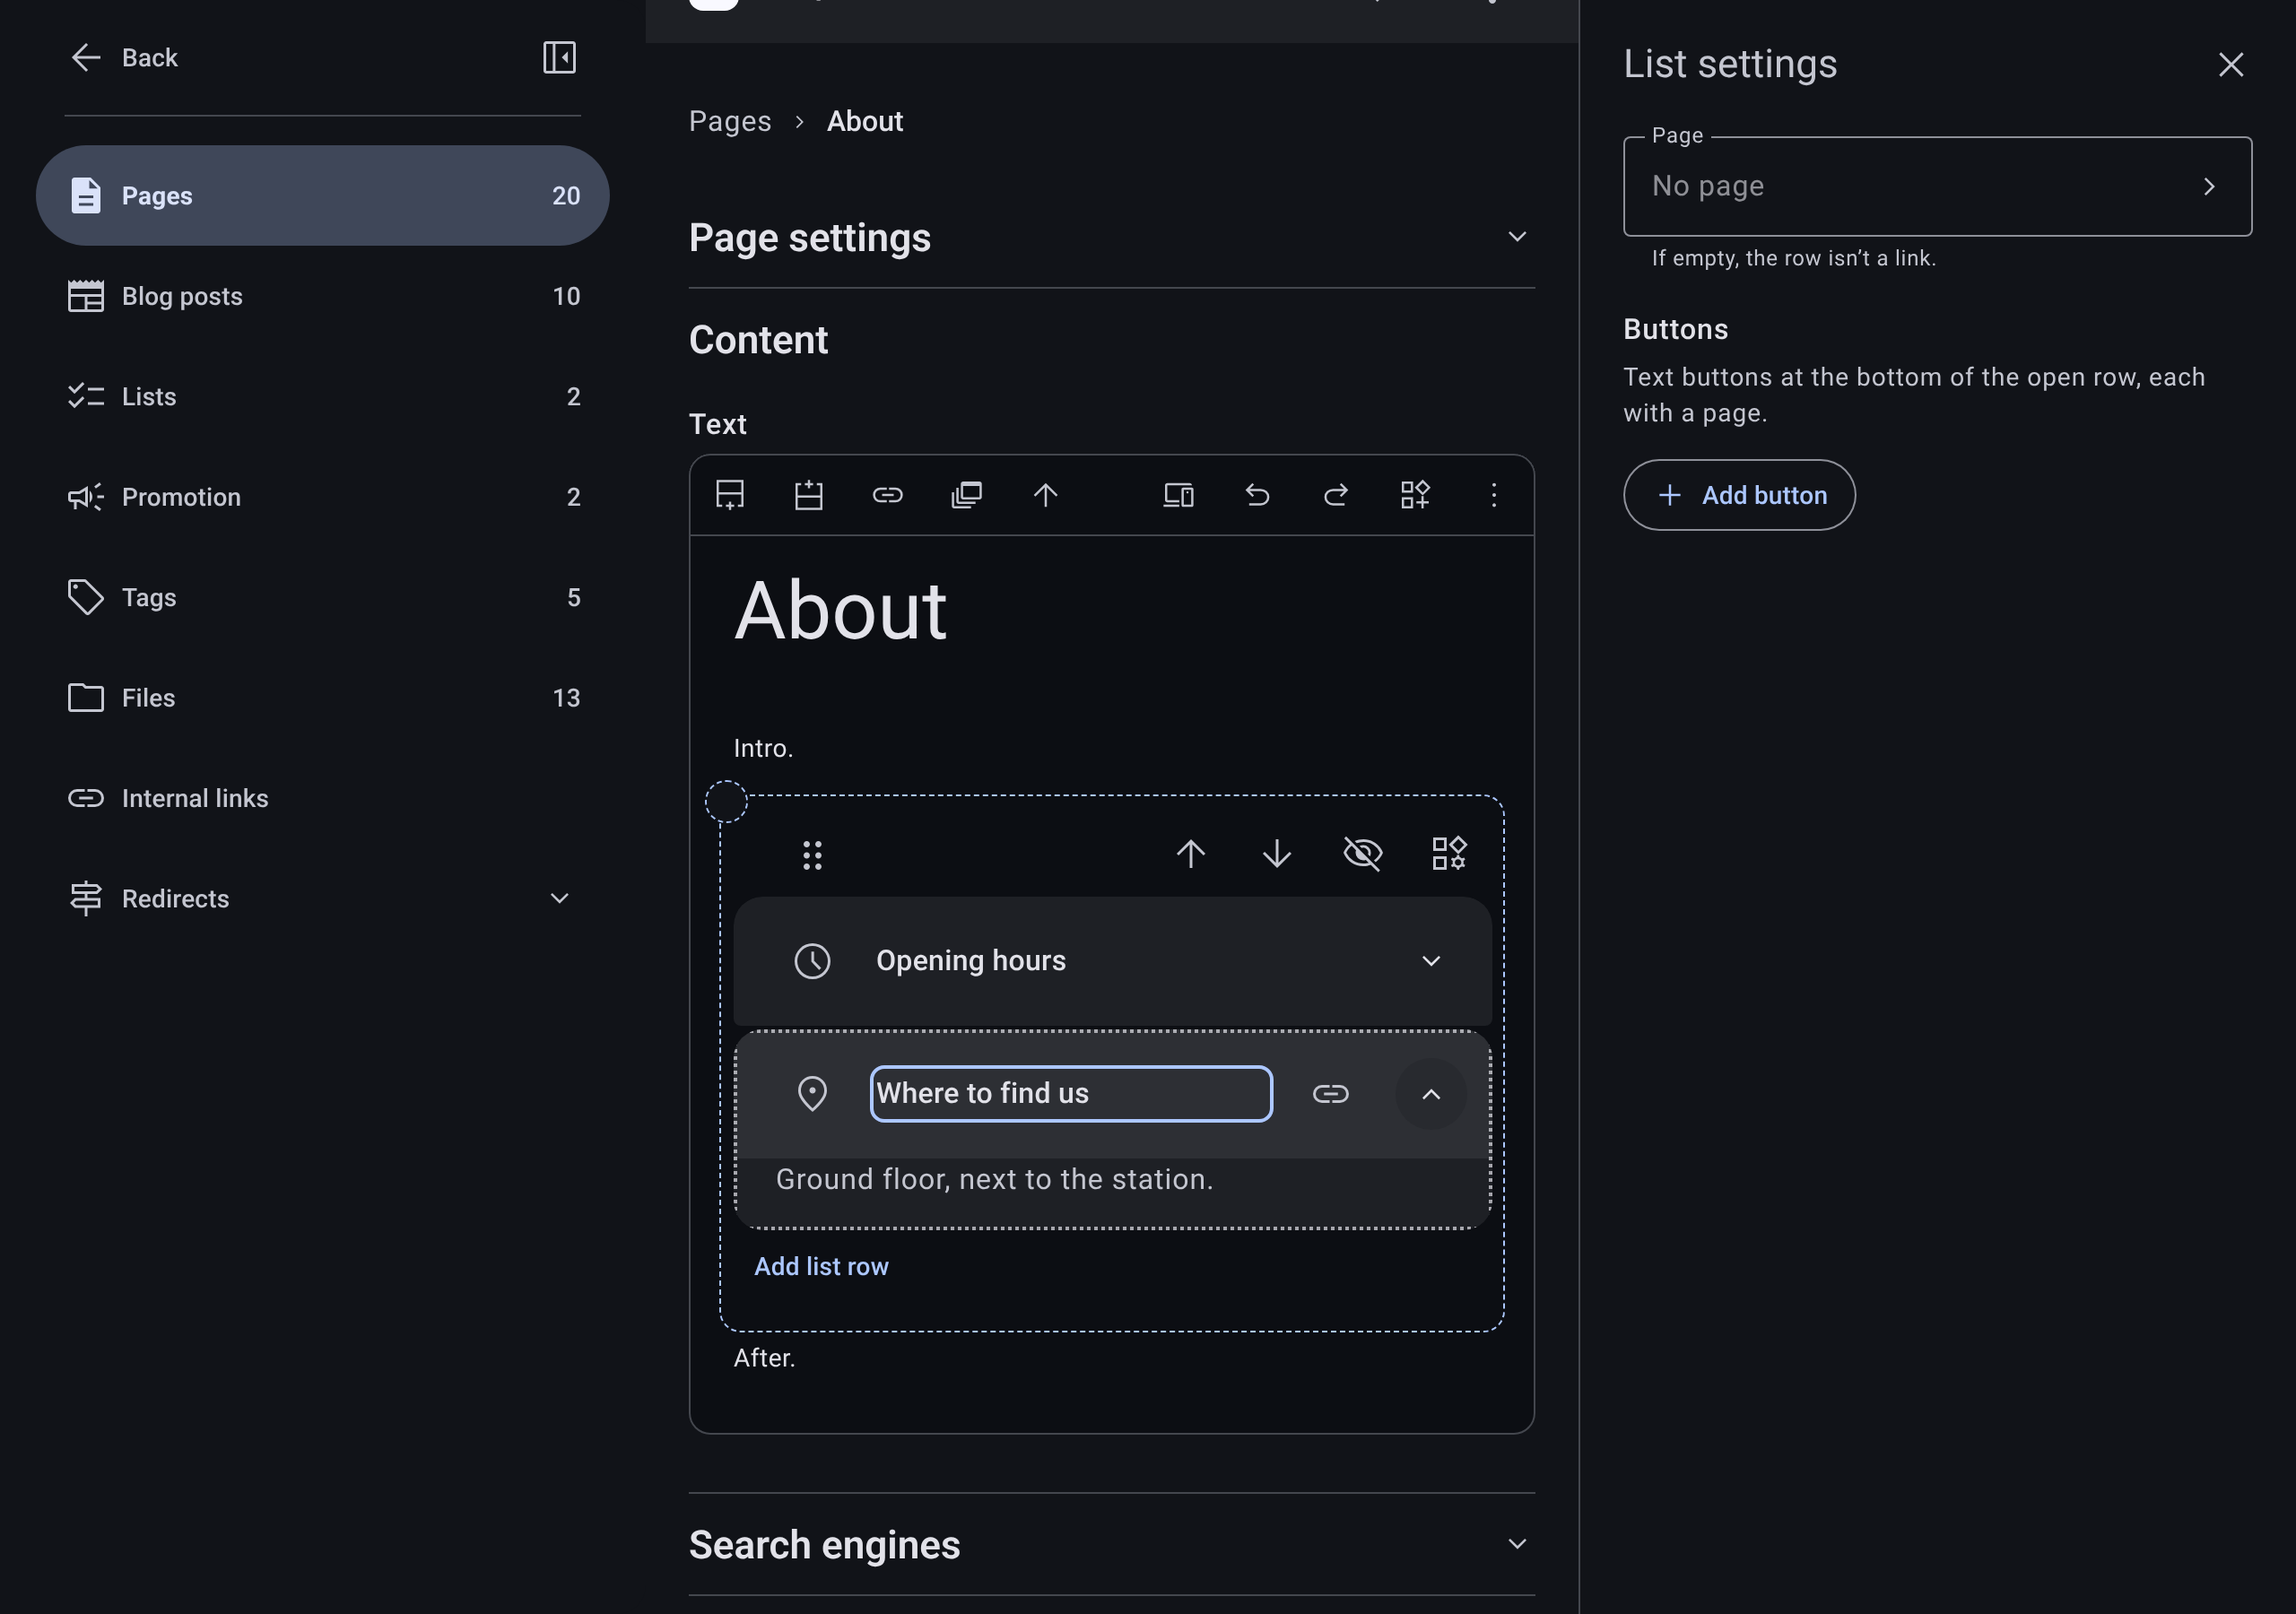 Back
Pages 20
Blog posts 10
Lists 2
Promotion 2
Tags 5
Files 13
Internal links
Redirects
Pages › About
Page settings
Content
Text
About
Intro.
Opening hours
Where to find us
Ground floor, next to the station.
Add list row
After.
Search engines
List settings
Page
No page
If empty, the row isn’t a link.
Buttons
Text buttons at the bottom of the open row, each
with a page.
Add button